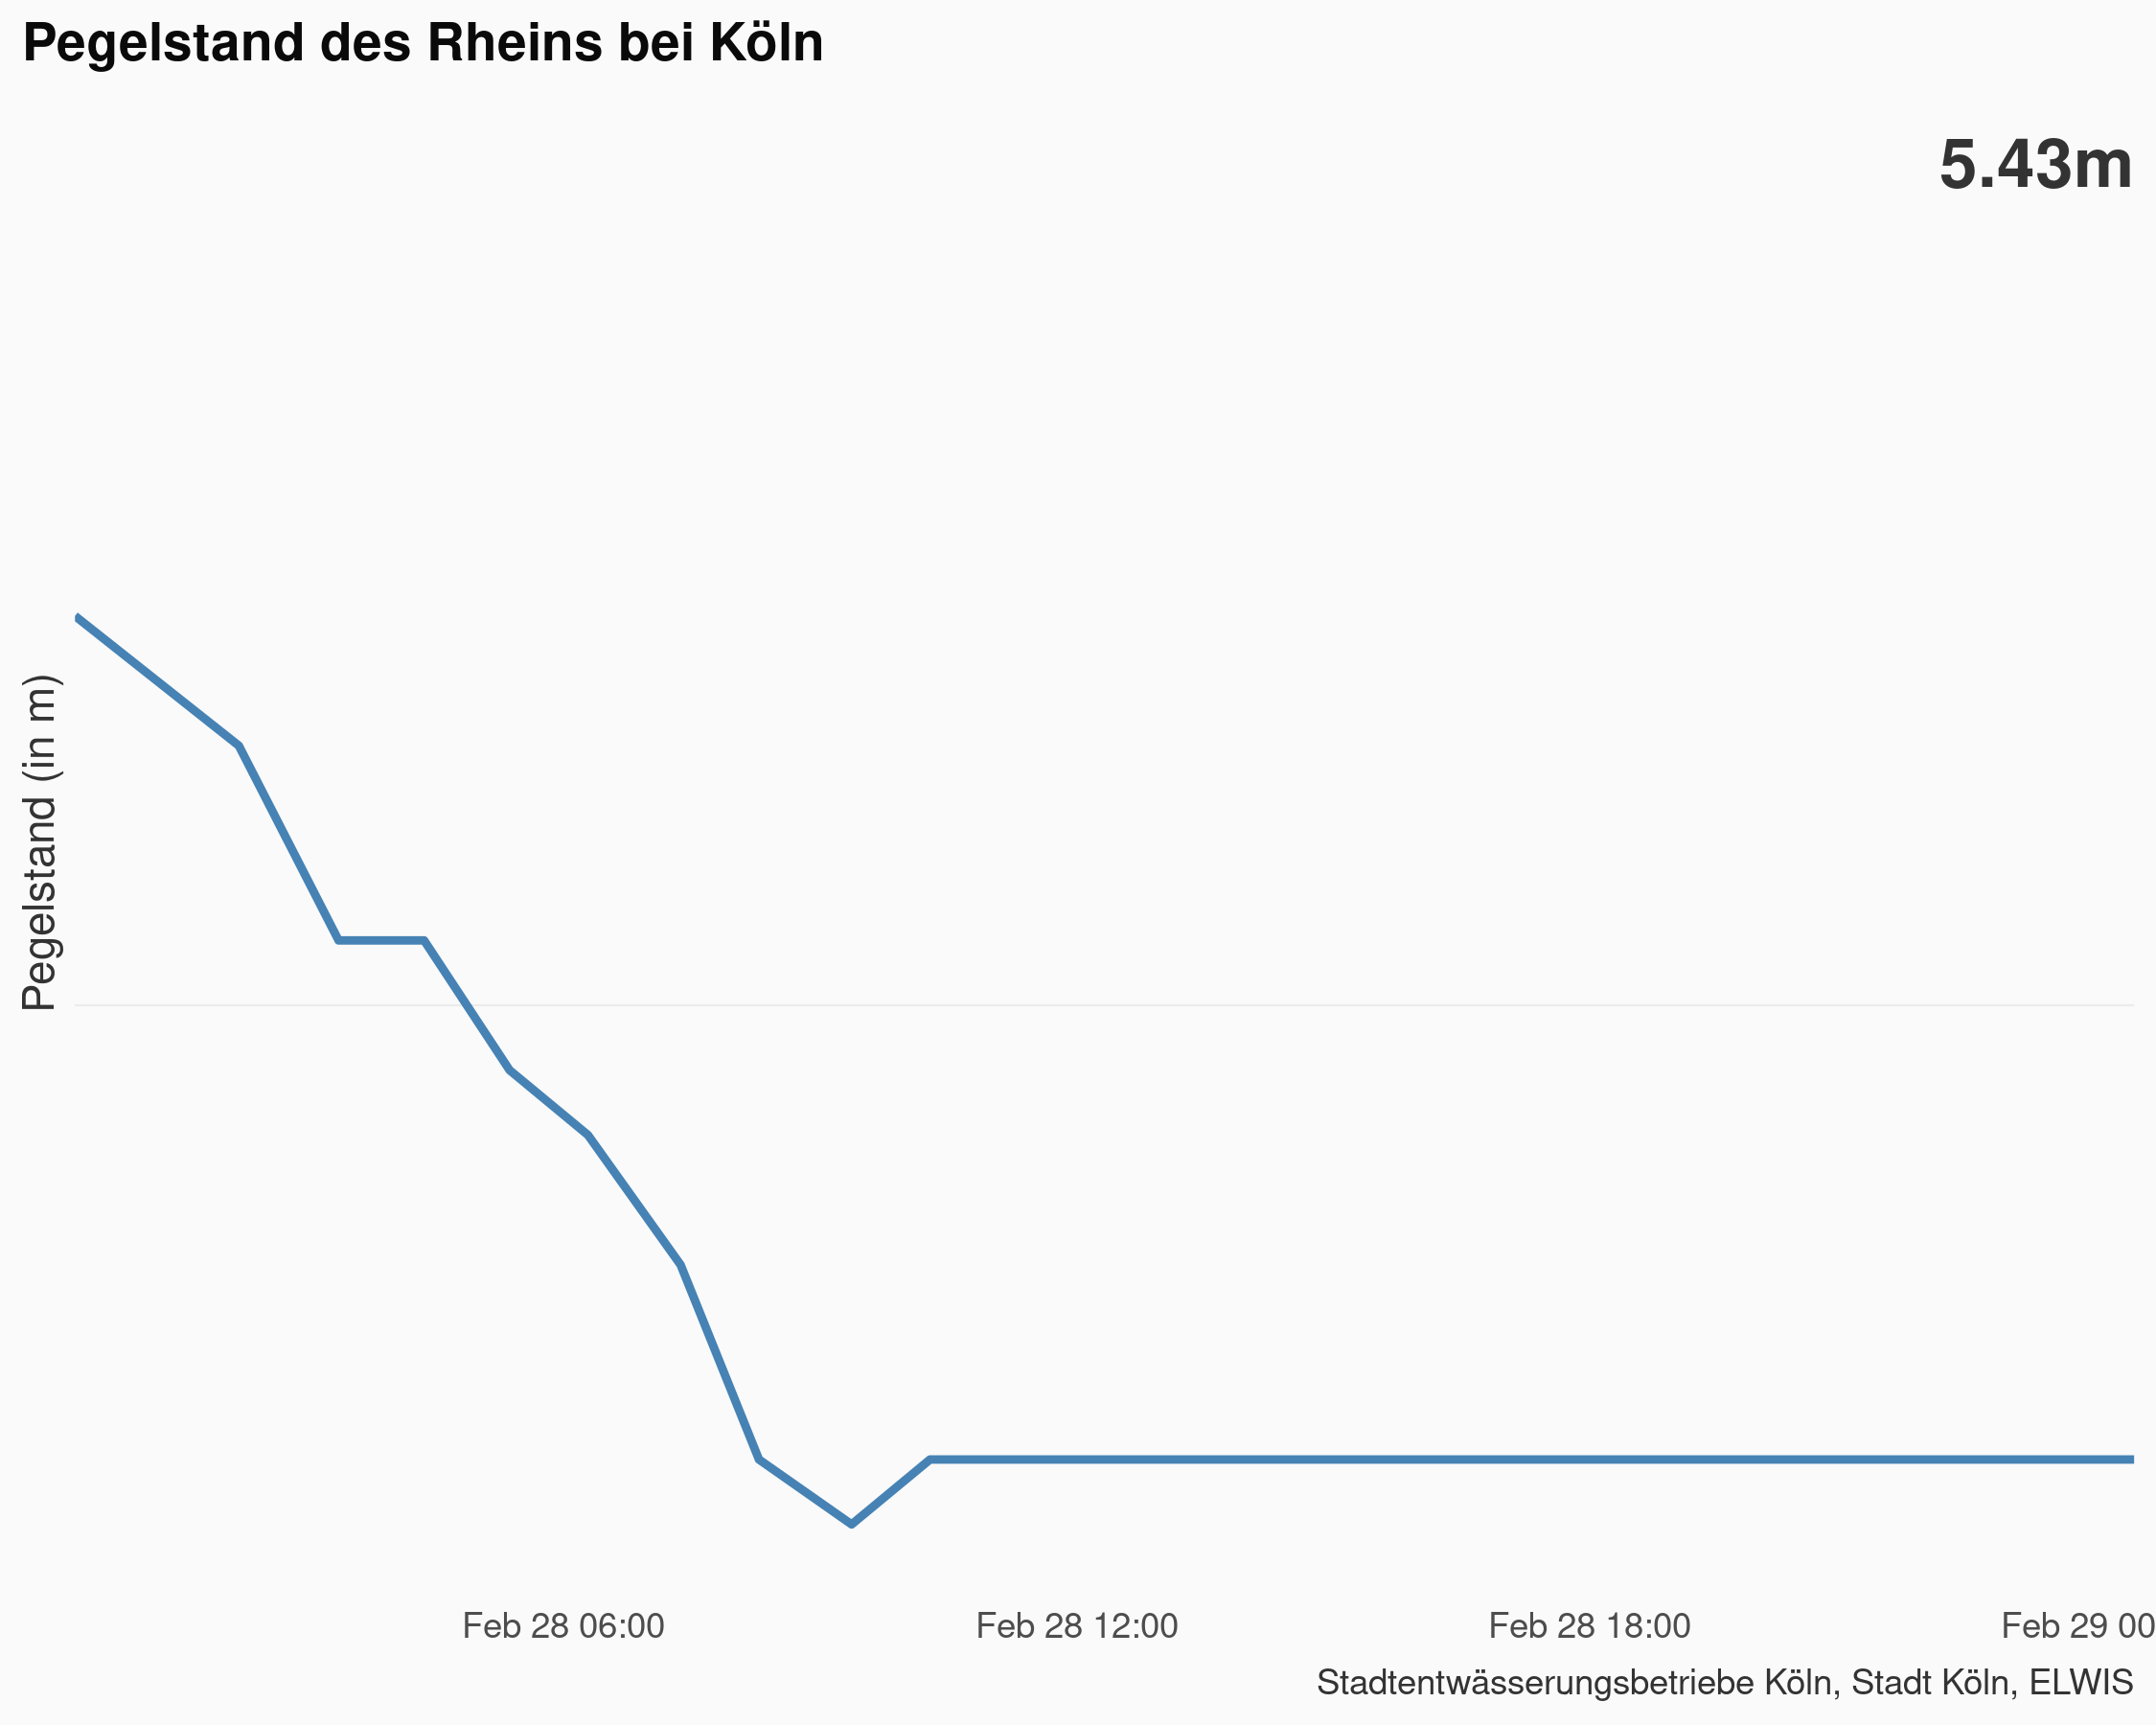 Pegelstand des Rheins bei Köln
5.43m
Pegelstand (in m)
Feb 28 06:00
Feb 28 12:00
Feb 28 18:00
Feb 29 00
Stadtentwässerungsbetriebe Köln, Stadt Köln, ELWIS